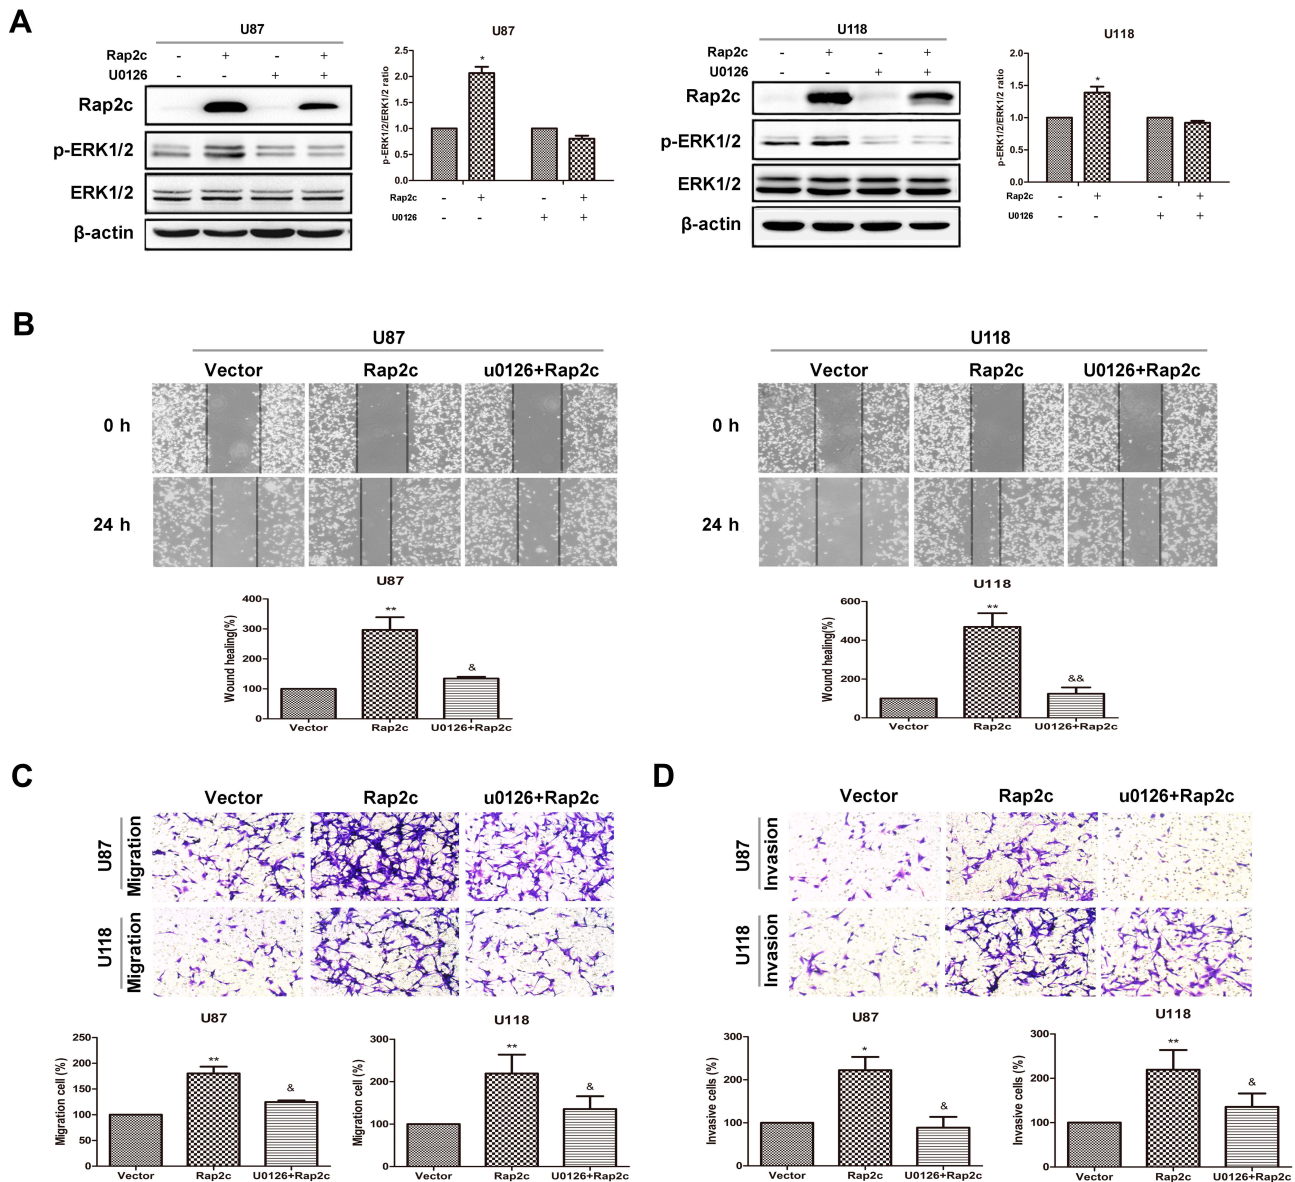 A
U87
Rap2c - + - +
U0126 - - + +
Rap2c
p-ERK1/2
ERK1/2
β-actin
U87
p-ERK1/2/ERK1/2 ratio
2.5
2.0
1.5
1.0
0.5
0.0
*
Rap2c - + - +
U0126 - - + +
U118
Rap2c - + - +
U0126 - - + +
Rap2c
p-ERK1/2
ERK1/2
β-actin
U118
p-ERK1/2/ERK1/2 ratio
2.0
1.5
1.0
0.5
0.0
*
Rap2c - + - +
U0126 - - + +
B
U87
Vector Rap2c u0126+Rap2c
0 h
24 h
U87
Wound healing(%)
400
300
200
100
0
**
&
Vector Rap2c U0126+Rap2c
U118
Vector Rap2c U0126+Rap2c
0 h
24 h
U118
Wound healing(%)
600
400
200
0
**
&&
Vector Rap2c U0126+Rap2c
C
Vector Rap2c u0126+Rap2c
U87
Migration
U118
Migration
U87
Migration cell (%)
250
200
150
100
50
0
**
&
Vector Rap2c U0126+Rap2c
U118
Migration cell (%)
300
200
100
0
**
&
Vector Rap2c U0126+Rap2c
D
Vector Rap2c u0126+Rap2c
U87
Invasion
U118
Invasion
U87
Invasive cells (%)
300
200
100
0
*
&
Vector Rap2c U0126+Rap2c
U118
Invasive cells (%)
300
200
100
0
**
&
Vector Rap2c U0126+Rap2c